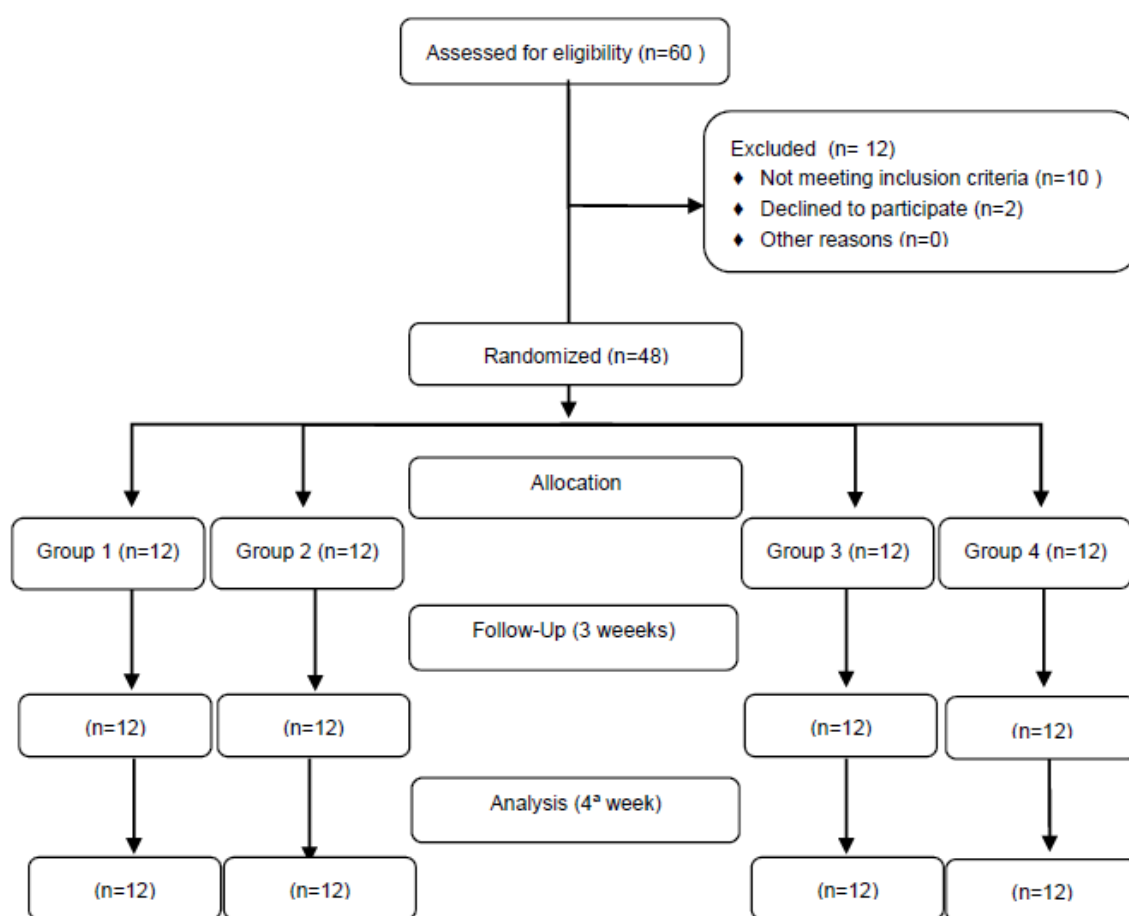 Assessed for eligibility (n=60 )
Excluded (n= 12)
♦ Not meeting inclusion criteria (n=10 )
♦ Declined to participate (n=2)
♦ Other reasons (n=0)
Randomized (n=48)
Allocation
Group 1 (n=12)
Group 2 (n=12)
Group 3 (n=12)
Group 4 (n=12)
Follow-Up (3 weeeks)
(n=12)
(n=12)
(n=12)
(n=12)
Analysis (4ª week)
(n=12)
(n=12)
(n=12)
(n=12)